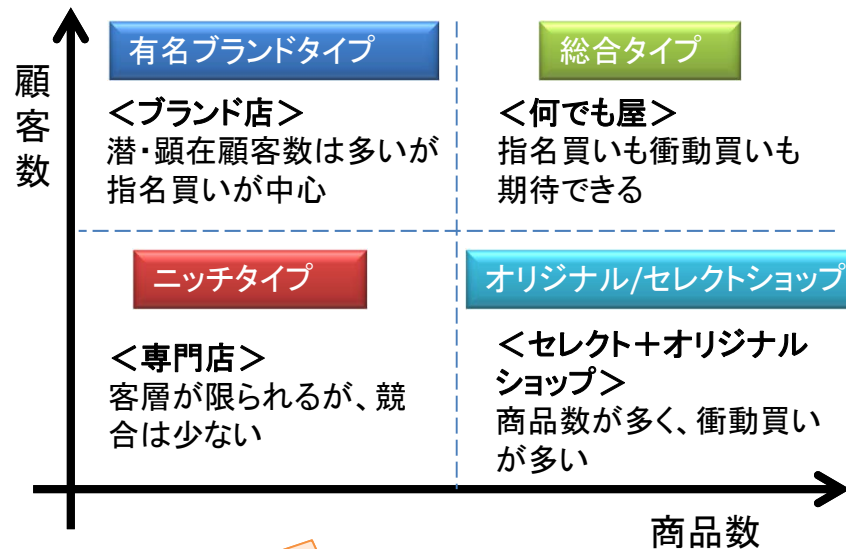 顧客数
有名ブランドタイプ
＜ブランド店＞
潜・顕在顧客数は多いが
指名買いが中心
総合タイプ
＜何でも屋＞
指名買いも衝動買いも
期待できる
ニッチタイプ
＜専門店＞
客層が限られるが、競
合は少ない
オリジナル/セレクトショップ
＜セレクト＋オリジナル
ショップ＞
商品数が多く、衝動買い
が多い
商品数